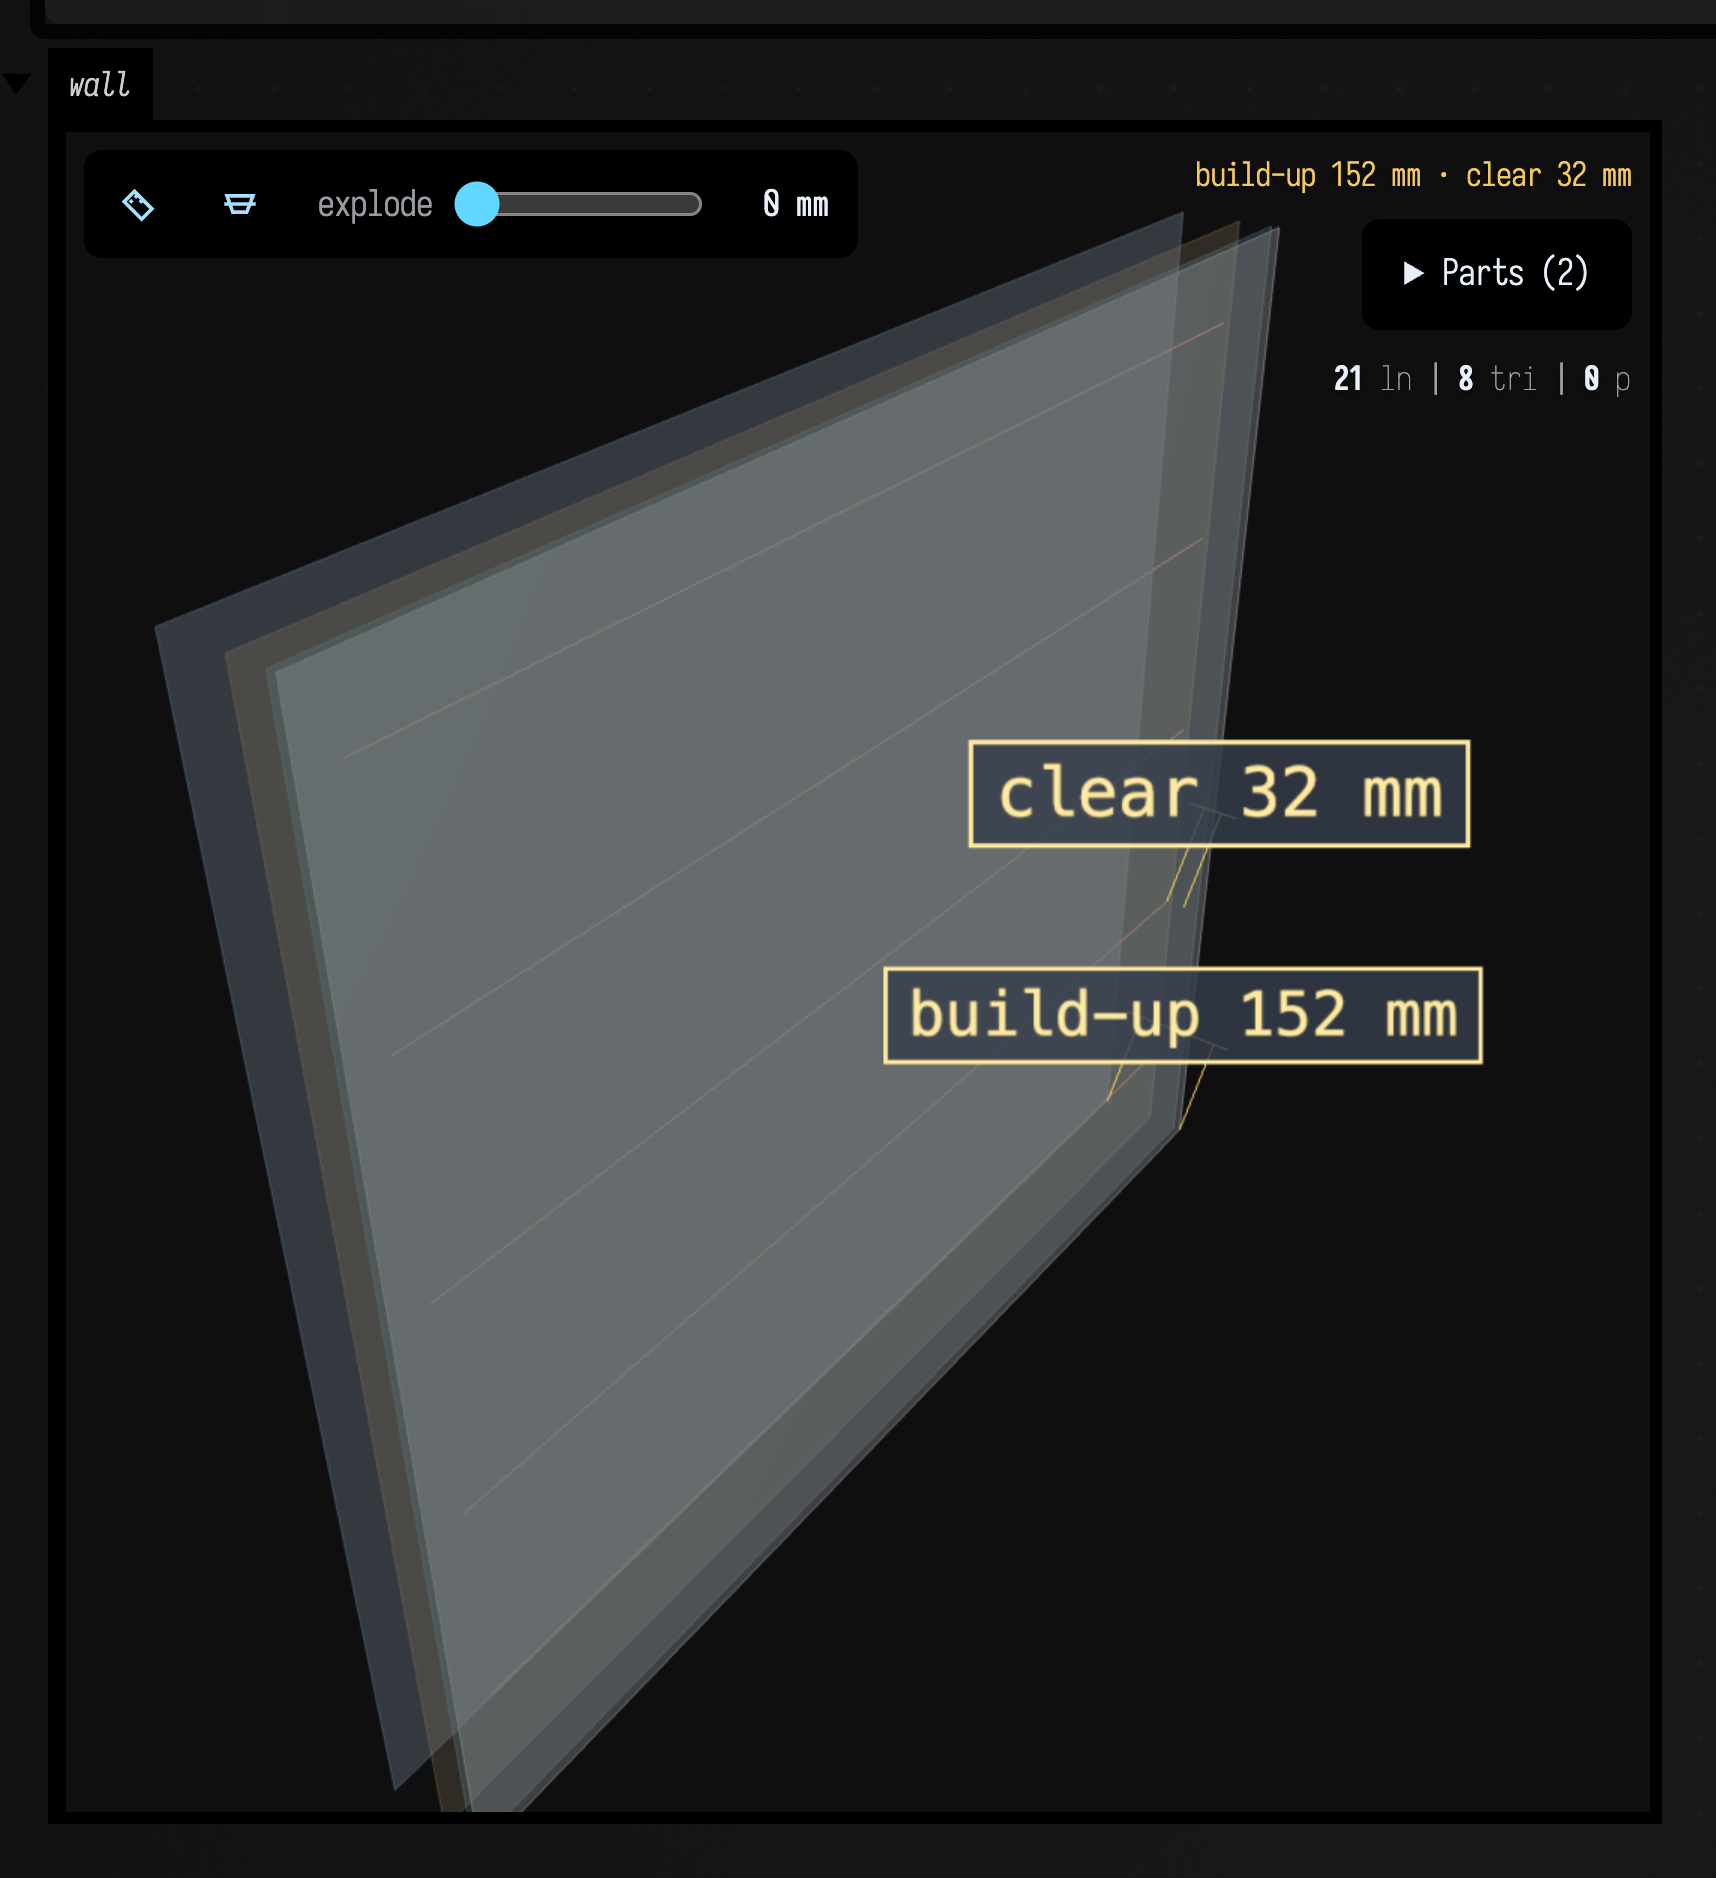 wall
explode 0 mm
build-up 152 mm · clear 32 mm
▶ Parts (2)
21 ln | 8 tri | 0 p
clear 32 mm
build-up 152 mm